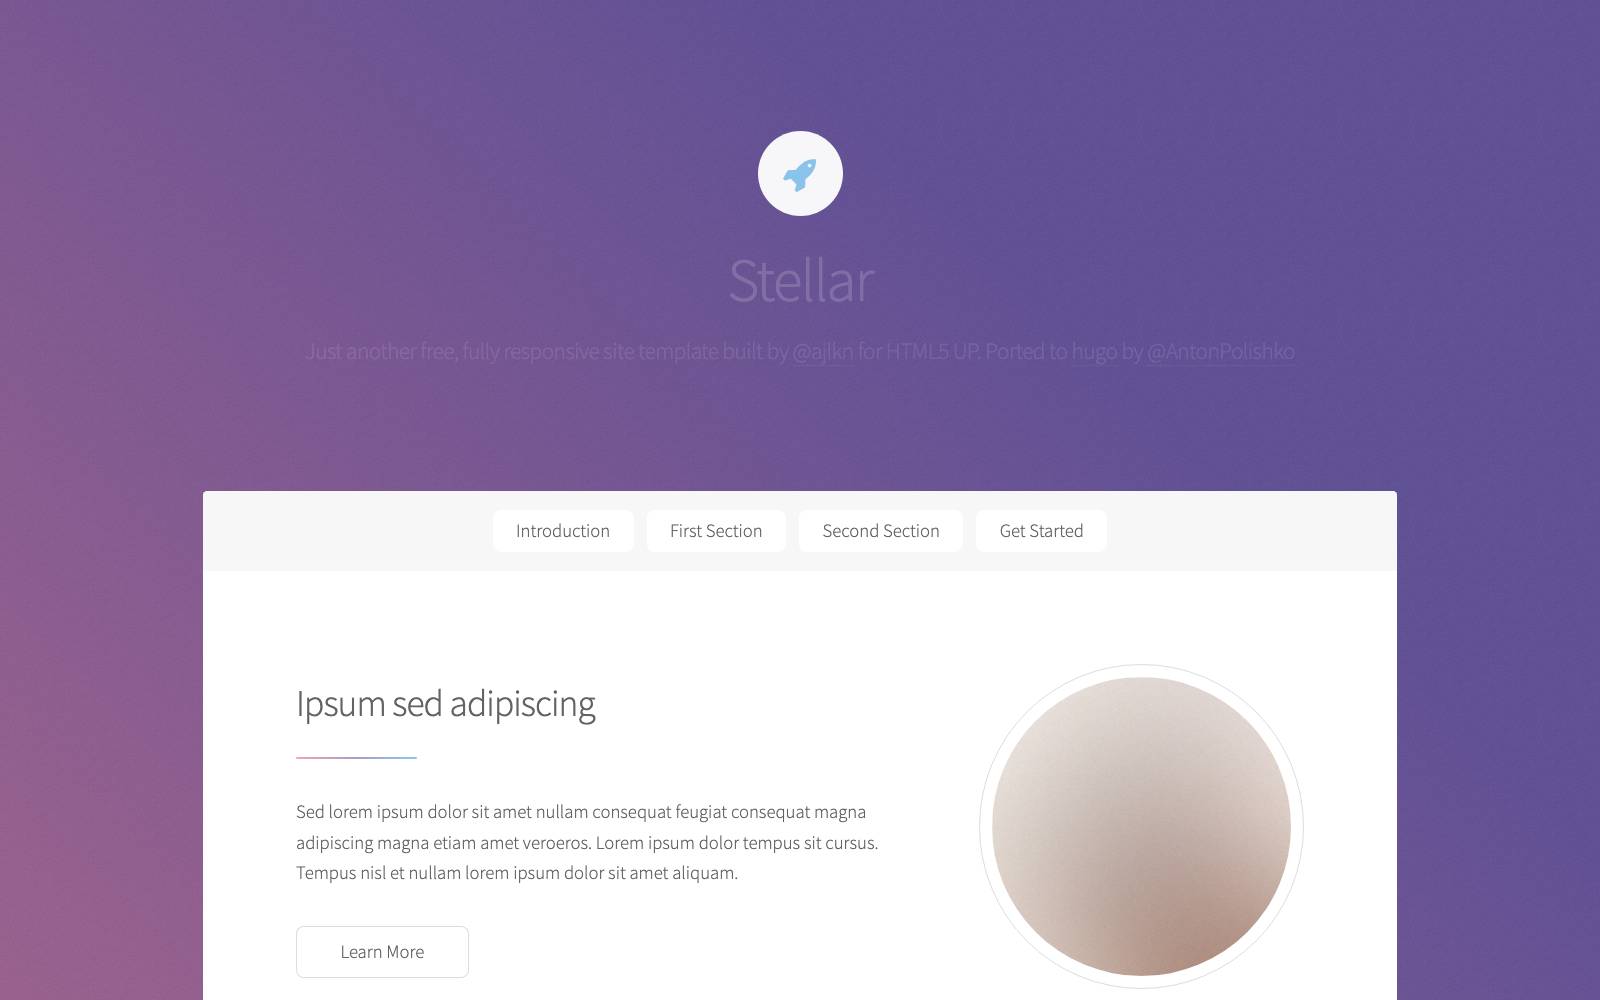 Stellar
Just another free, fully responsive site template built by @ajlkn for HTML5 UP. Ported to hugo by @AntonPolishko
Introduction
First Section
Second Section
Get Started
Ipsum sed adipiscing
Sed lorem ipsum dolor sit amet nullam consequat feugiat consequat magna
adipiscing magna etiam amet veroeros. Lorem ipsum dolor tempus sit cursus.
Tempus nisl et nullam lorem ipsum dolor sit amet aliquam.
Learn More